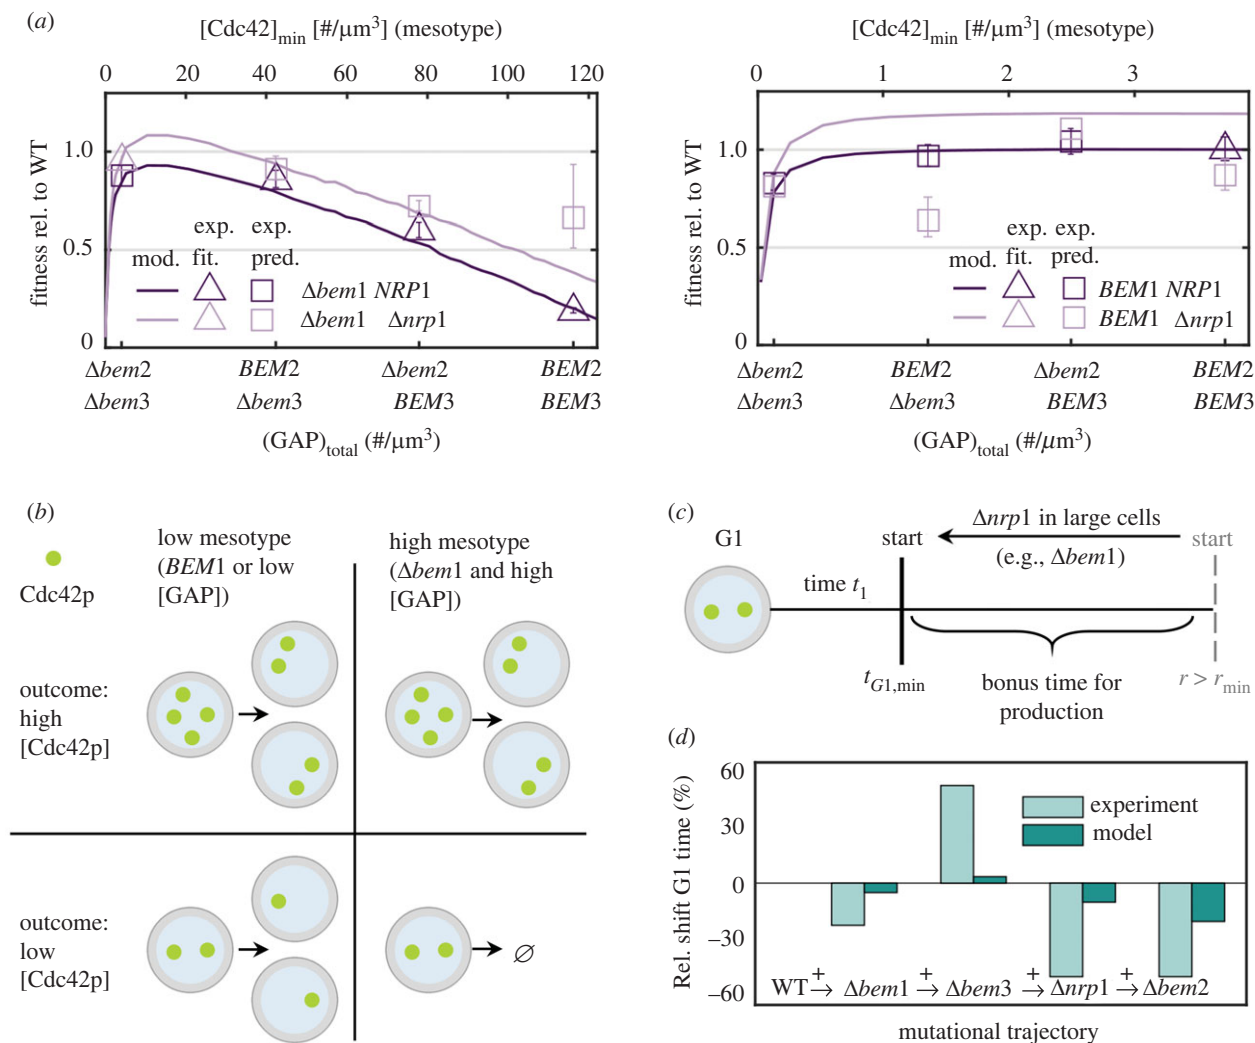 (a)
[Cdc42]min [#/μm³] (mesotype)
0 20 40 60 80 100 120
fitness rel. to WT
1.0
0.5
0
exp. exp.
mod. fit. pred.
Δbem1 NRP1
Δbem1 Δnrp1
Δbem2 BEM2 Δbem2 BEM2
Δbem3 Δbem3 BEM3 BEM3
(GAP)total (#/μm³)
[Cdc42]min [#/μm³] (mesotype)
0 1 2 3
fitness rel. to WT
1.0
0.5
0
exp. exp.
mod. fit. pred.
BEM1 NRP1
BEM1 Δnrp1
Δbem2 BEM2 Δbem2 BEM2
Δbem3 Δbem3 BEM3 BEM3
(GAP)total (#/μm³)
(b)
Cdc42p
low mesotype
(BEM1 or low
[GAP])
high mesotype
(Δbem1 and high
[GAP])
outcome:
high
[Cdc42p]
outcome:
low
[Cdc42p]
∅
(c)
G1
start
Δnrp1 in large cells
(e.g., Δbem1)
start
time t1
tG1,min
bonus time for
production
r > rmin
(d)
Rel. shift G1 time (%)
60
30
0
−30
−60
experiment
model
WT +→ Δbem1 +→ Δbem3 +→ Δnrp1 +→ Δbem2
mutational trajectory